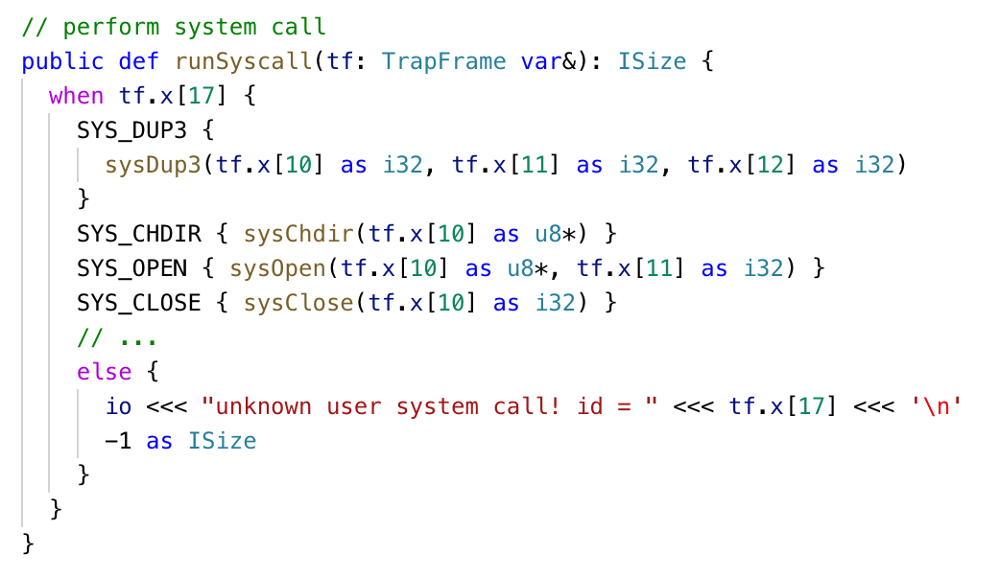 // perform system call
public def runSyscall(tf: TrapFrame var&): ISize {
  when tf.x[17] {
    SYS_DUP3 {
      sysDup3(tf.x[10] as i32, tf.x[11] as i32, tf.x[12] as i32)
    }
    SYS_CHDIR { sysChdir(tf.x[10] as u8*) }
    SYS_OPEN { sysOpen(tf.x[10] as u8*, tf.x[11] as i32) }
    SYS_CLOSE { sysClose(tf.x[10] as i32) }
    // ...
    else {
      io <<< "unknown user system call! id = " <<< tf.x[17] <<< '\n'
      -1 as ISize
    }
  }
}